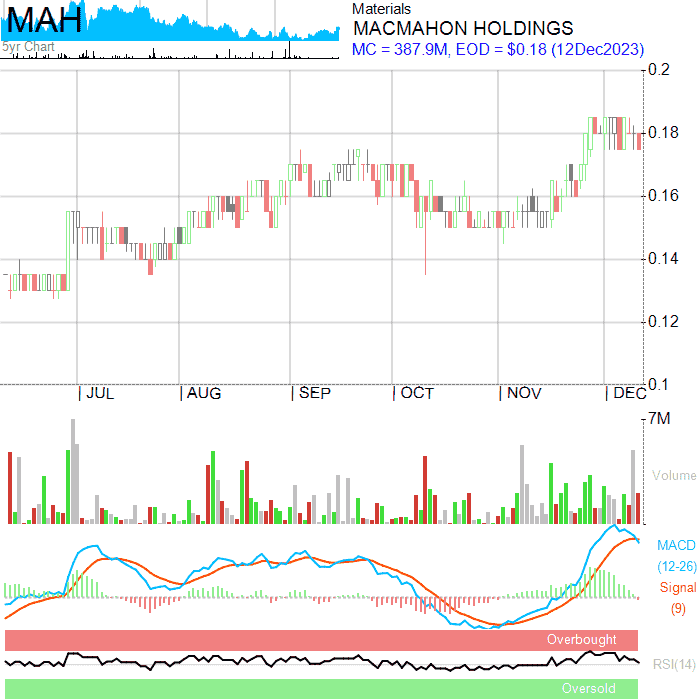 MAH
5yr Chart
Materials
MACMAHON HOLDINGS
MC = 387.9M, EOD = $0.18 (12Dec2023)
0.2
0.18
0.16
0.14
0.12
0.1
JUL AUG SEP OCT NOV DEC
7M
Volume
MACD
(12-26)
Signal
(9)
Overbought
RSI(14)
Oversold